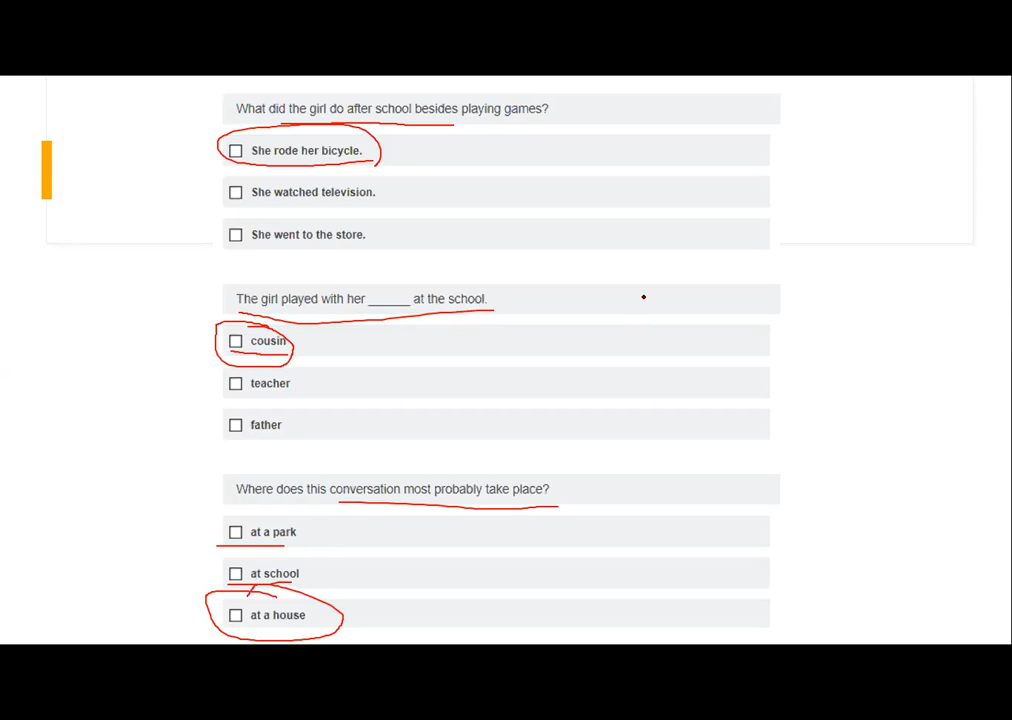 What did the girl do after school besides playing games?
She rode her bicycle.
She watched television.
She went to the store.
The girl played with her ______ at the school.
cousin
teacher
father
Where does this conversation most probably take place?
at a park
at school
at a house